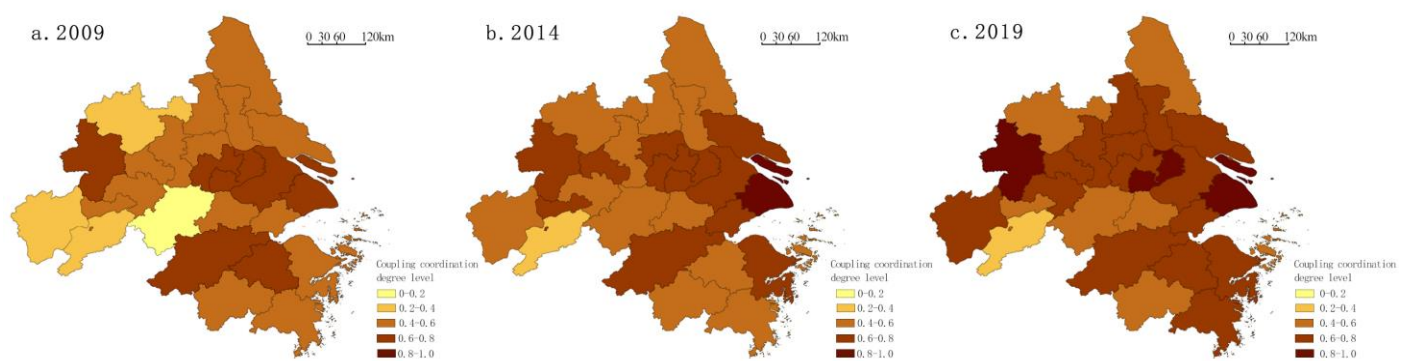 a.2009
0 30 60 120km
Coupling coordination
degree level
0-0.2
0.2-0.4
0.4-0.6
0.6-0.8
0.8-1.0
b.2014
0 30 60 120km
Coupling coordination
degree level
0-0.2
0.2-0.4
0.4-0.6
0.6-0.8
0.8-1.0
c.2019
0 30 60 120km
Coupling coordination
degree level
0-0.2
0.2-0.4
0.4-0.6
0.6-0.8
0.8-1.0